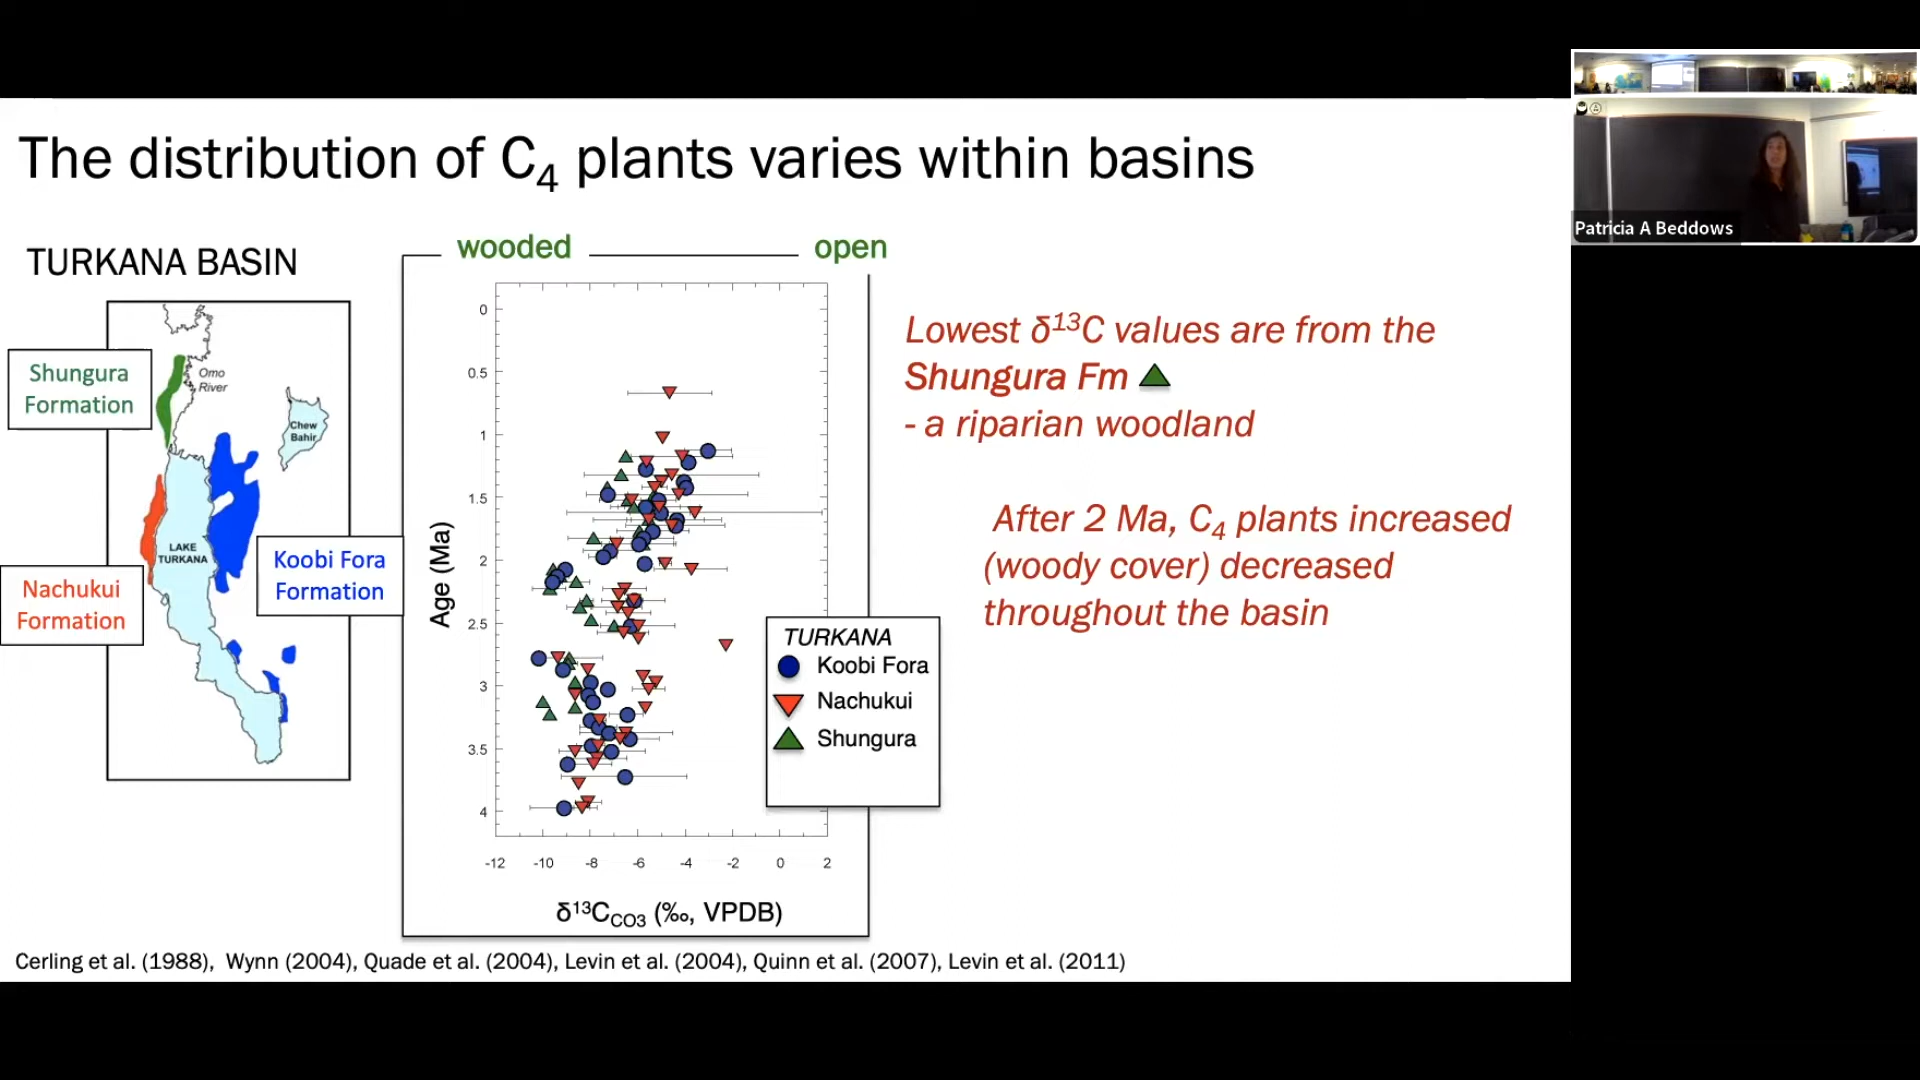 The distribution of C4 plants varies within basins
TURKANA BASIN
Shungura
Formation
Omo
River
Chew
Bahir
LAKE
TURKANA
Koobi Fora
Formation
Nachukui
Formation
wooded
open
Age (Ma)
0
0.5
1
1.5
2
2.5
3
3.5
4
-12 -10 -8 -6 -4 -2 0 2
δ13CCO3 (‰, VPDB)
TURKANA
Koobi Fora
Nachukui
Shungura
Lowest δ13C values are from the
Shungura Fm
- a riparian woodland
After 2 Ma, C4 plants increased
(woody cover) decreased
throughout the basin
Cerling et al. (1988), Wynn (2004), Quade et al. (2004), Levin et al. (2004), Quinn et al. (2007), Levin et al. (2011)
Patricia A Beddows